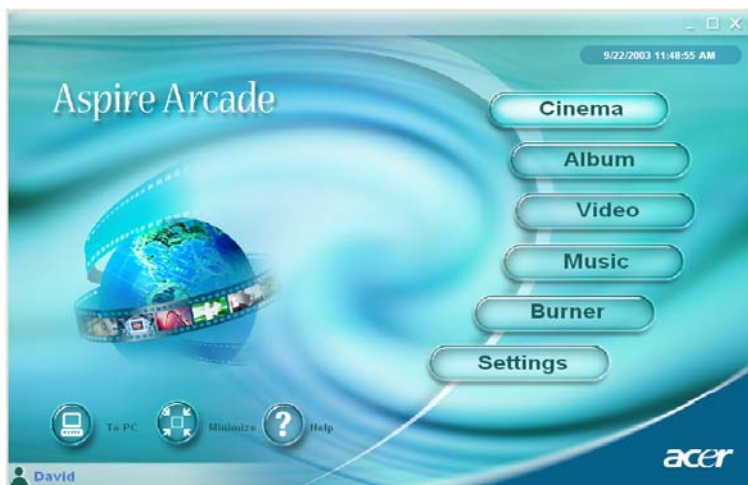 9/22/2003 11:48:55 AM
Aspire Arcade
Cinema
Album
Video
Music
Burner
Settings
To PC
Minimize
? Help
acer
David